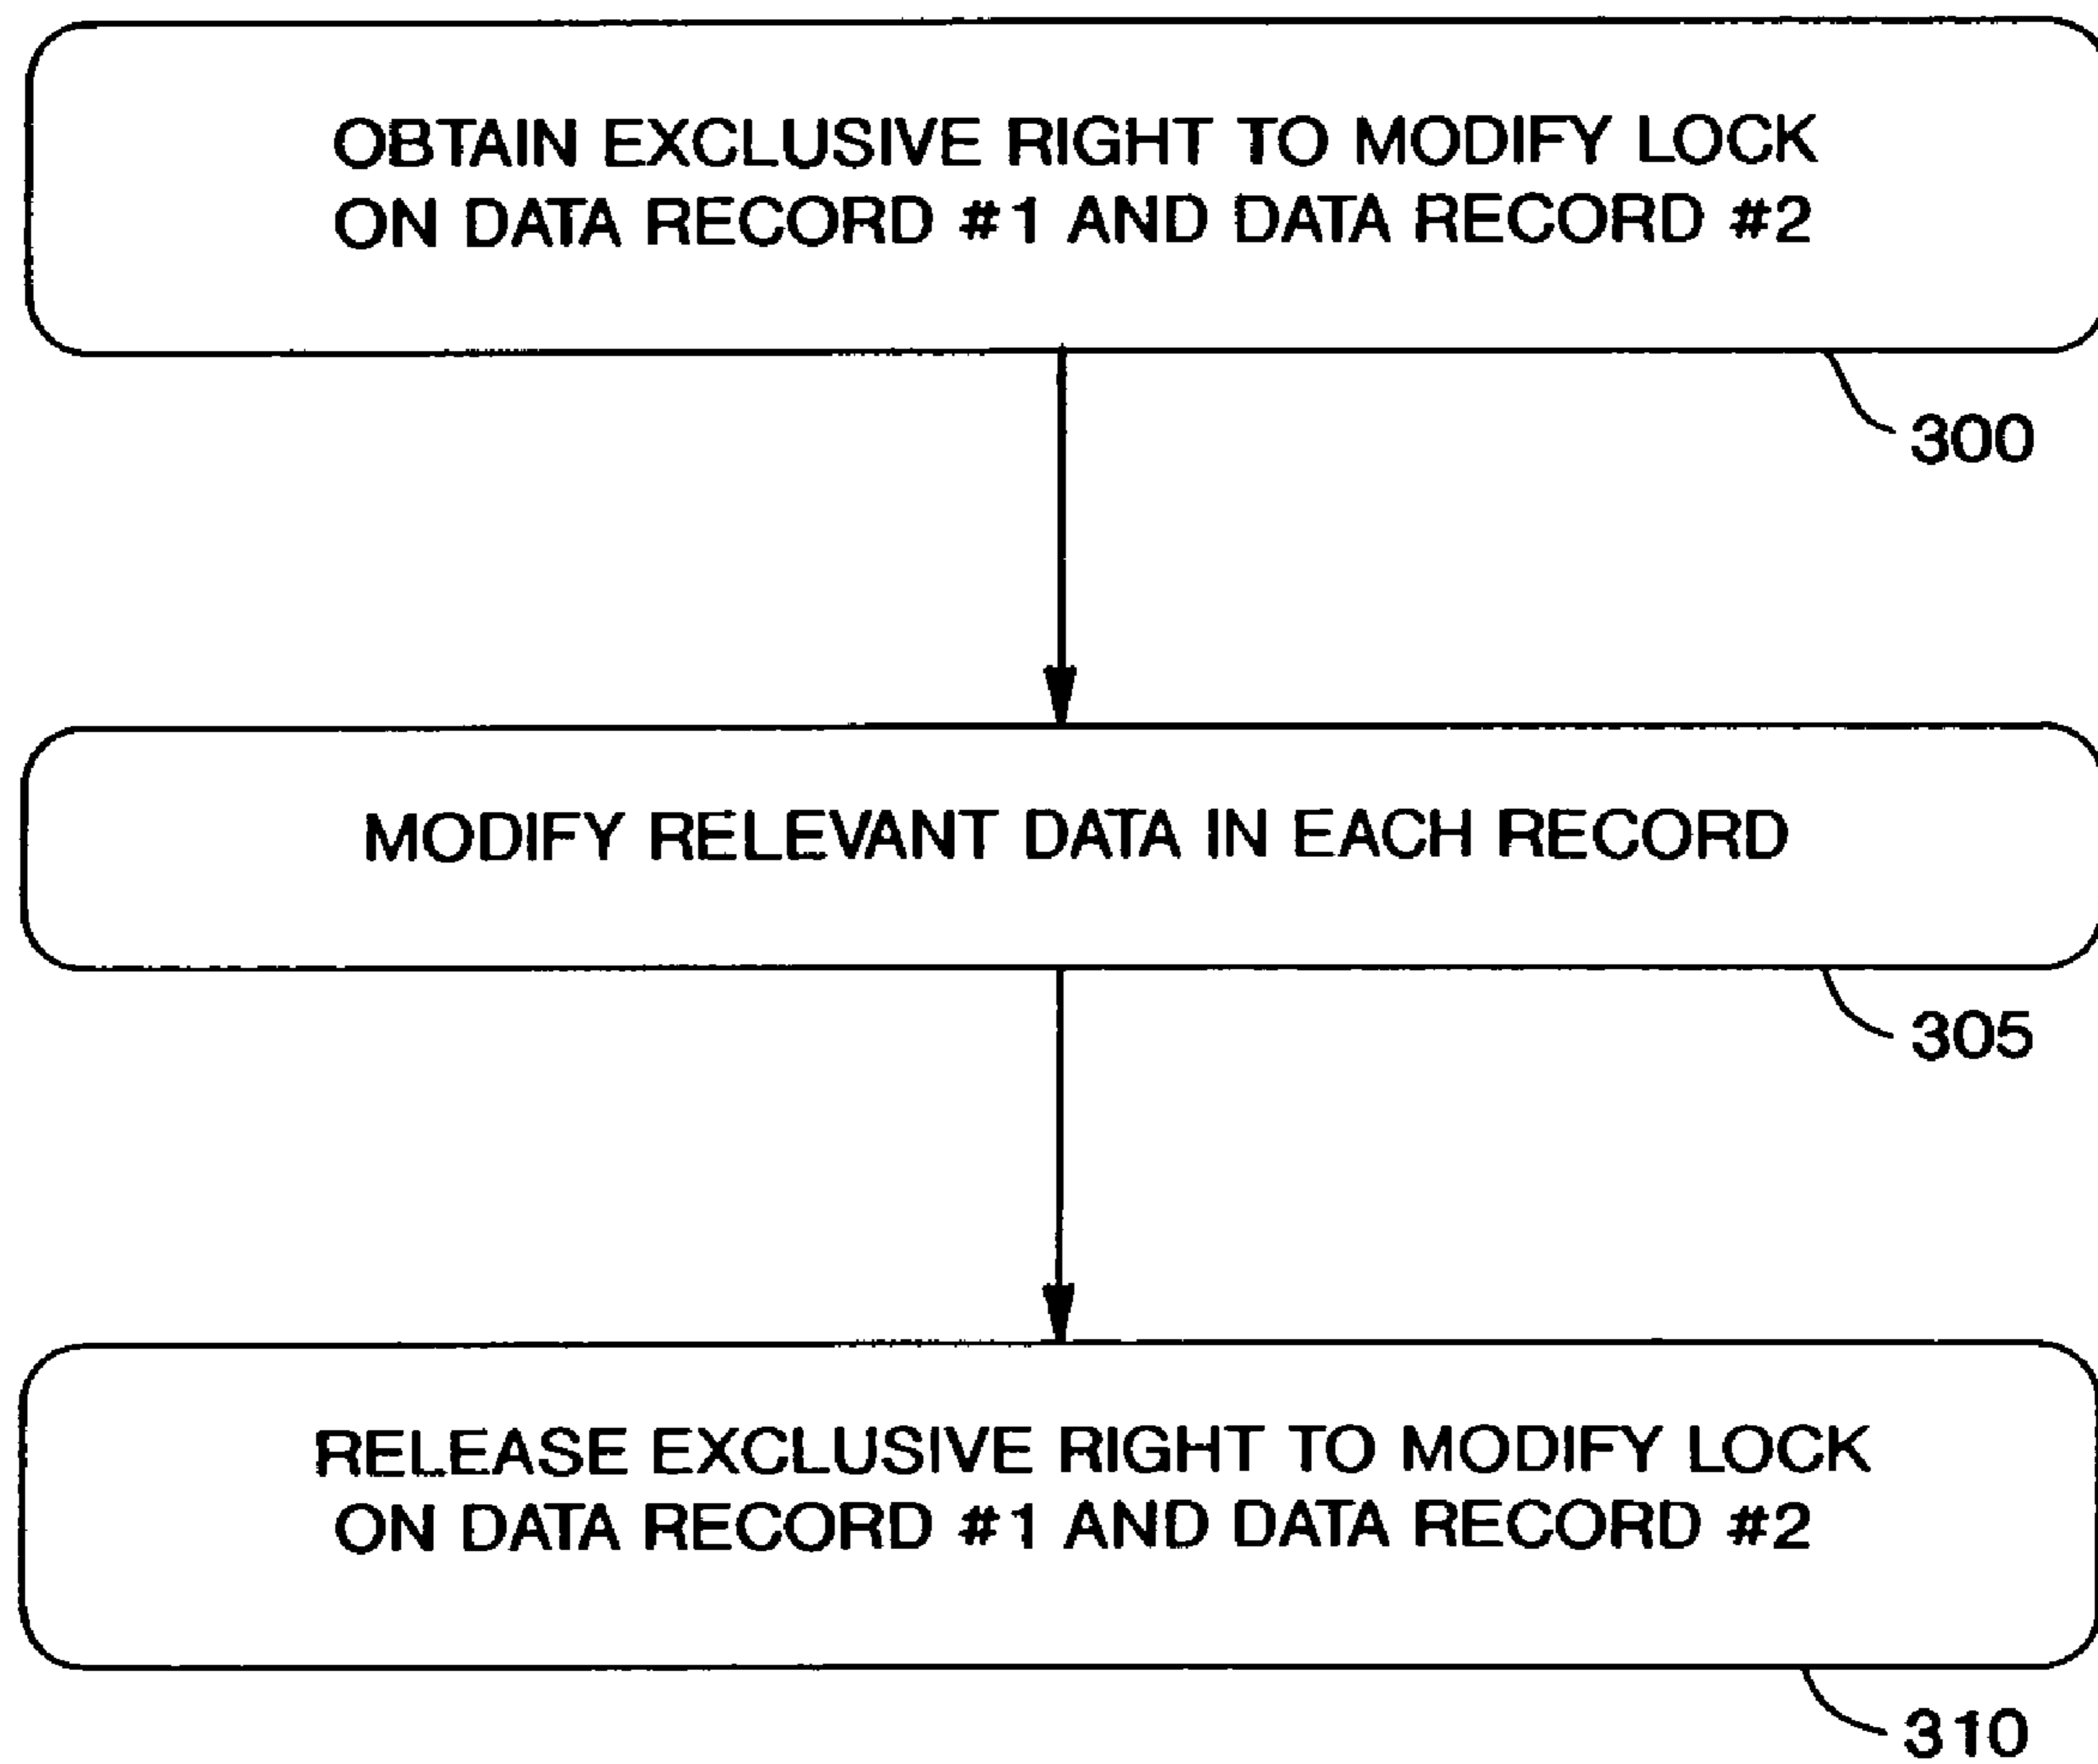 OBTAIN EXCLUSIVE RIGHT TO MODIFY LOCK
ON DATA RECORD #1 AND DATA RECORD #2
300
MODIFY RELEVANT DATA IN EACH RECORD
305
RELEASE EXCLUSIVE RIGHT TO MODIFY LOCK
ON DATA RECORD #1 AND DATA RECORD #2
310